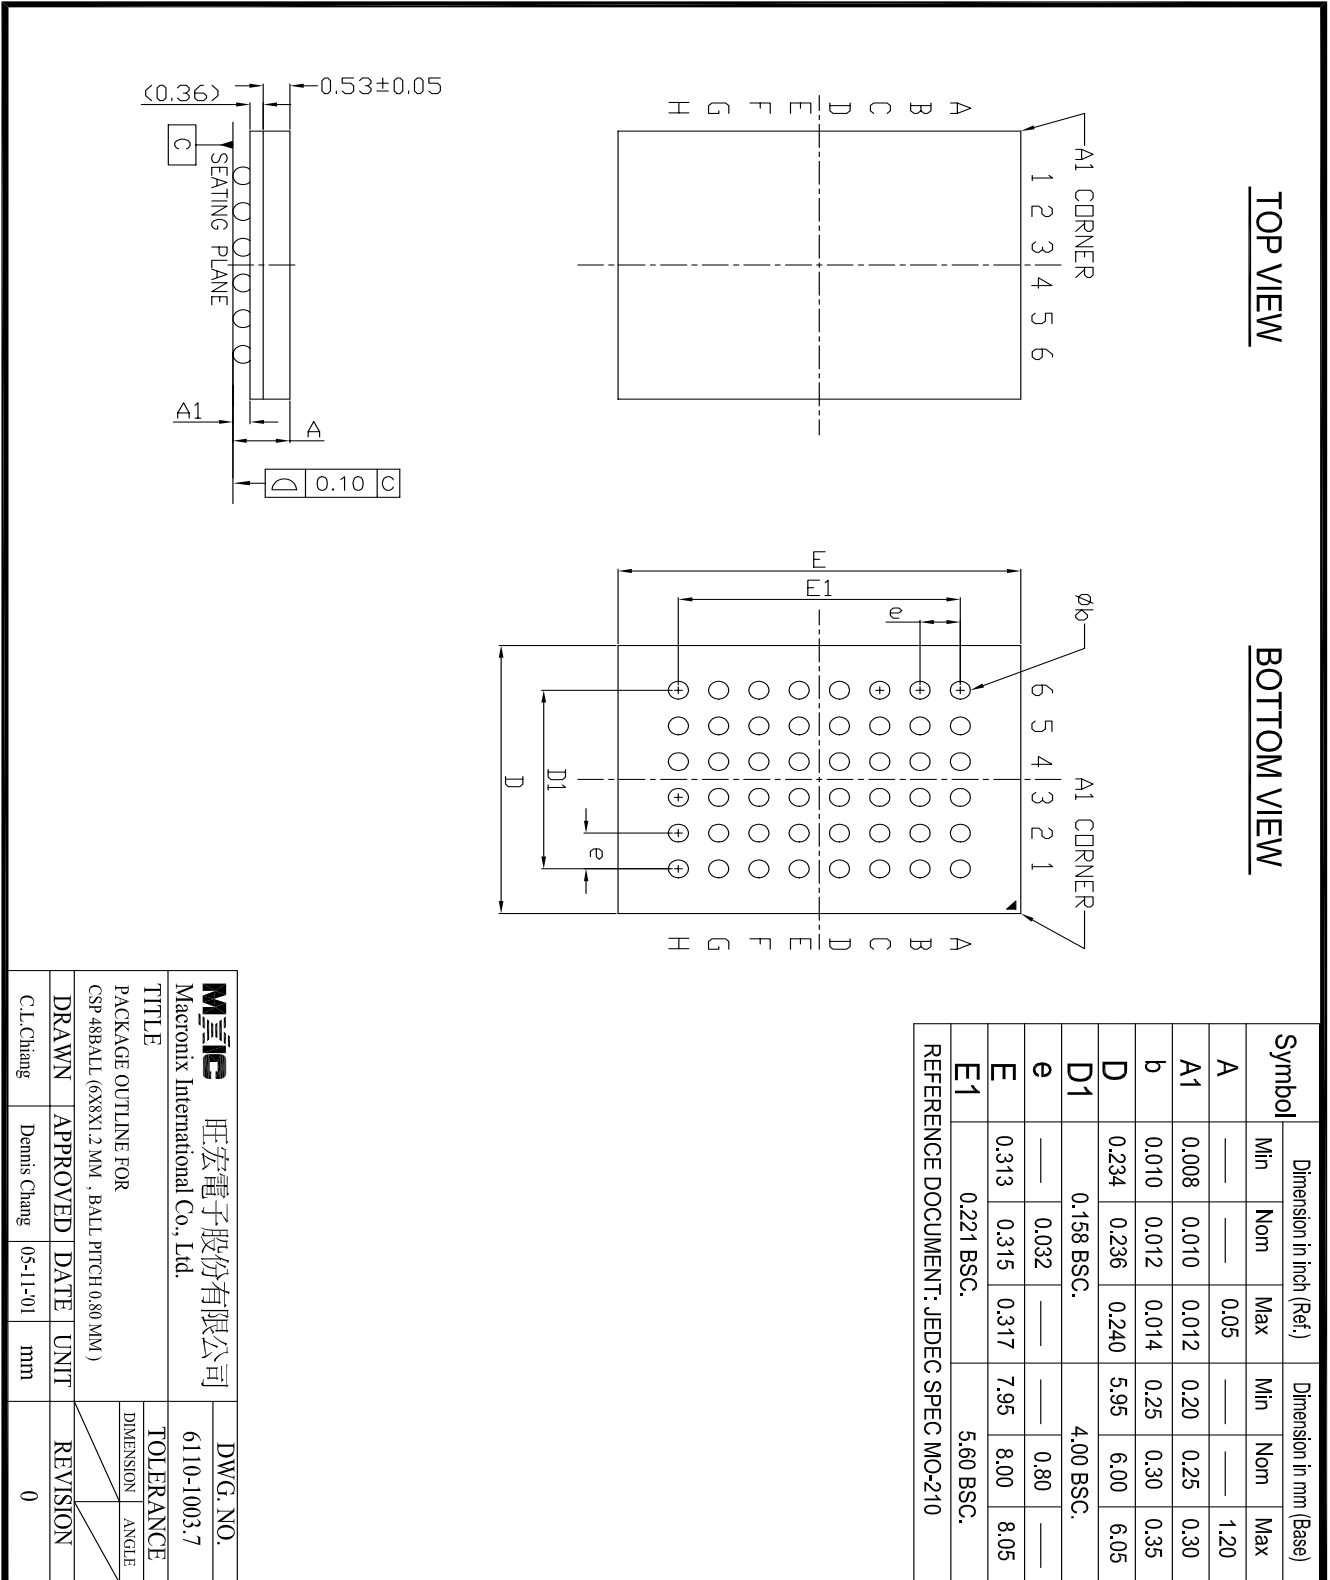 TOP VIEW
BOTTOM VIEW
A1 CORNER
1 2 3 4 5 6
A
B
C
D
E
F
G
H
Øb
A1 CORNER
6 5 4 3 2 1
e
E1
E
A
B
C
D
E
F
G
H
e
D1
D
0.53±0.05
(0.36)
C
SEATING PLANE
A1
A
0.10 C
Symbol Dimension in inch (Ref.) Dimension in mm (Base)
Min Nom Max Min Nom Max
A — — 0.05 — — 1.20
A1 0.008 0.010 0.012 0.20 0.25 0.30
b 0.010 0.012 0.014 0.25 0.30 0.35
D 0.234 0.236 0.240 5.95 6.00 6.05
D1 0.158 BSC. 4.00 BSC.
e — 0.032 — — 0.80 —
E 0.313 0.315 0.317 7.95 8.00 8.05
E1 0.221 BSC. 5.60 BSC.
REFERENCE DOCUMENT: JEDEC SPEC MO-210
MXIC 旺宏電子股份有限公司
Macronix International Co., Ltd.
DWG. NO.
6110-1003.7
TITLE
PACKAGE OUTLINE FOR
CSP 48BALL (6X8X1.2 MM , BALL PITCH 0.80 MM )
TOLERANCE
DIMENSION ANGLE
DRAWN APPROVED DATE UNIT REVISION
C.L.Chiang Dennis Chang 05-11-'01 mm 0